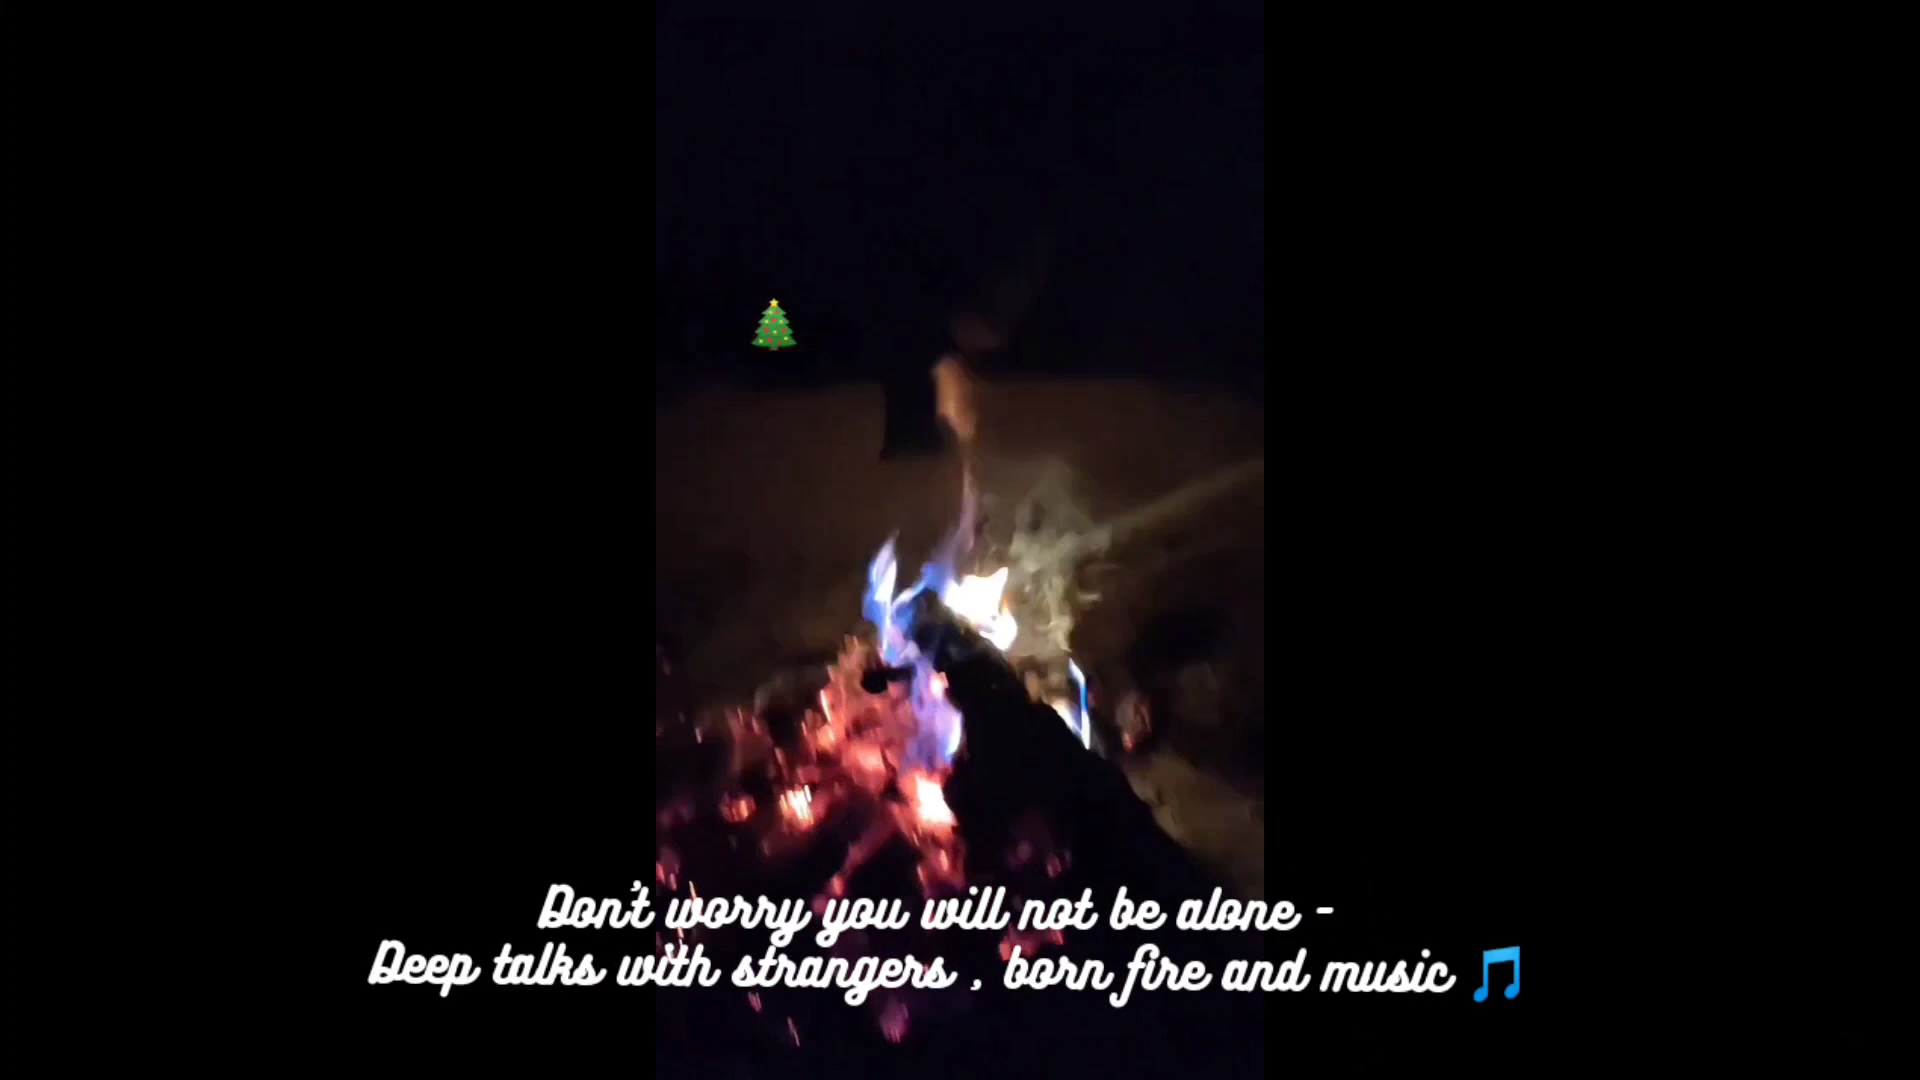 Don't worry you will not be alone -
Deep talks with strangers , born fire and music 🎵